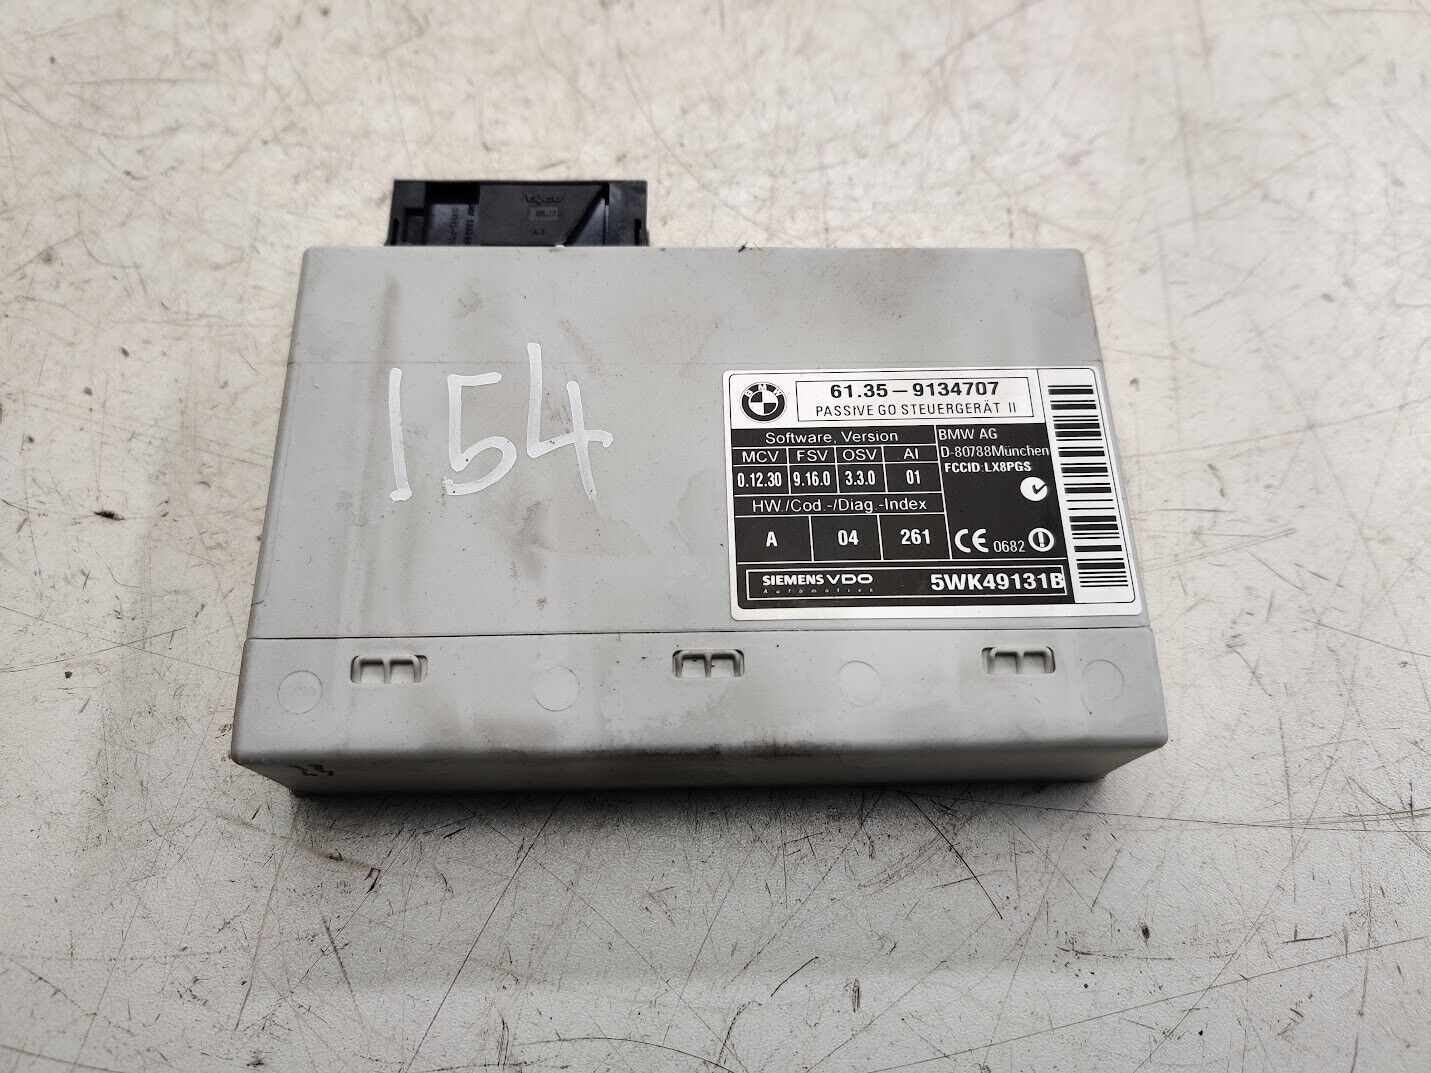 tyco
154
BMW
61.35 – 9134707
PASSIVE GO STEUERGERÄT II
Software, Version
MCV FSV OSV AI
0.12.30 9.16.0 3.3.0 01
HW./Cod.-/Diag.-Index
A 04 261
BMW AG
D-80788München
FCCID:LX8PGS
CE 0682
SIEMENS VDO
Automotive
5WK49131B